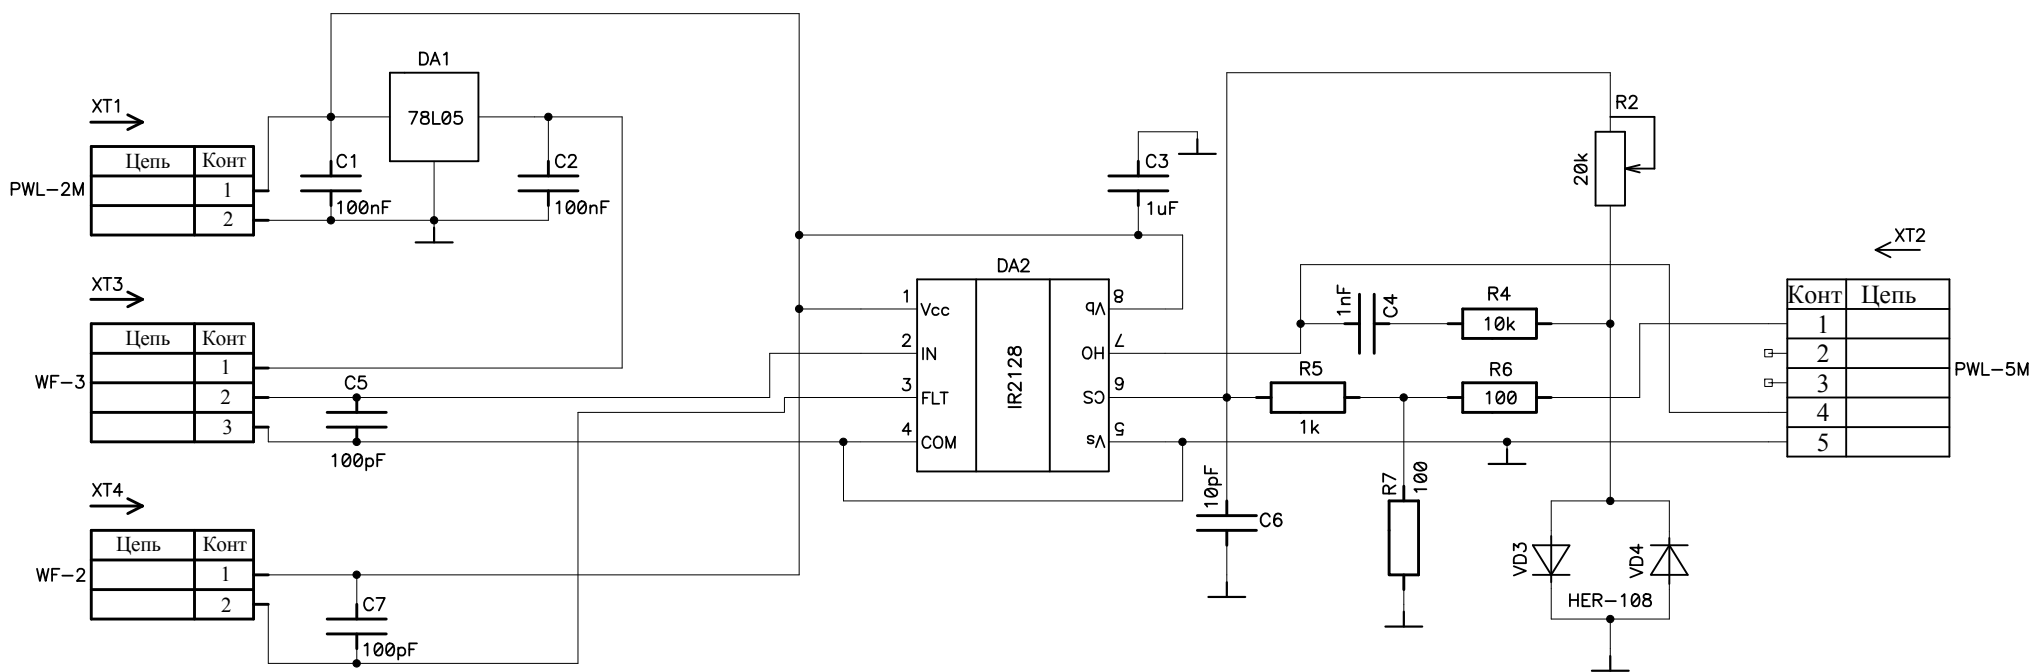 DA1
78L05
XT1
Цепь Конт
PWL-2M
1
2
C1
100nF
C2
100nF
C3
1uF
R2
20k
XT3
Цепь Конт
WF-3
1
2
3
C5
100pF
DA2
IR2128
1 Vcc
2 IN
3 FLT
4 COM
8 Vb
7 HO
6 CS
5 Vs
1nF
C4
R4
10k
R5
1k
R6
100
R7
100
10pF
C6
XT2
Конт Цепь
1
2
3
4
5
PWL-5M
XT4
Цепь Конт
WF-2
1
2
C7
100pF
VD3
VD4
HER-108